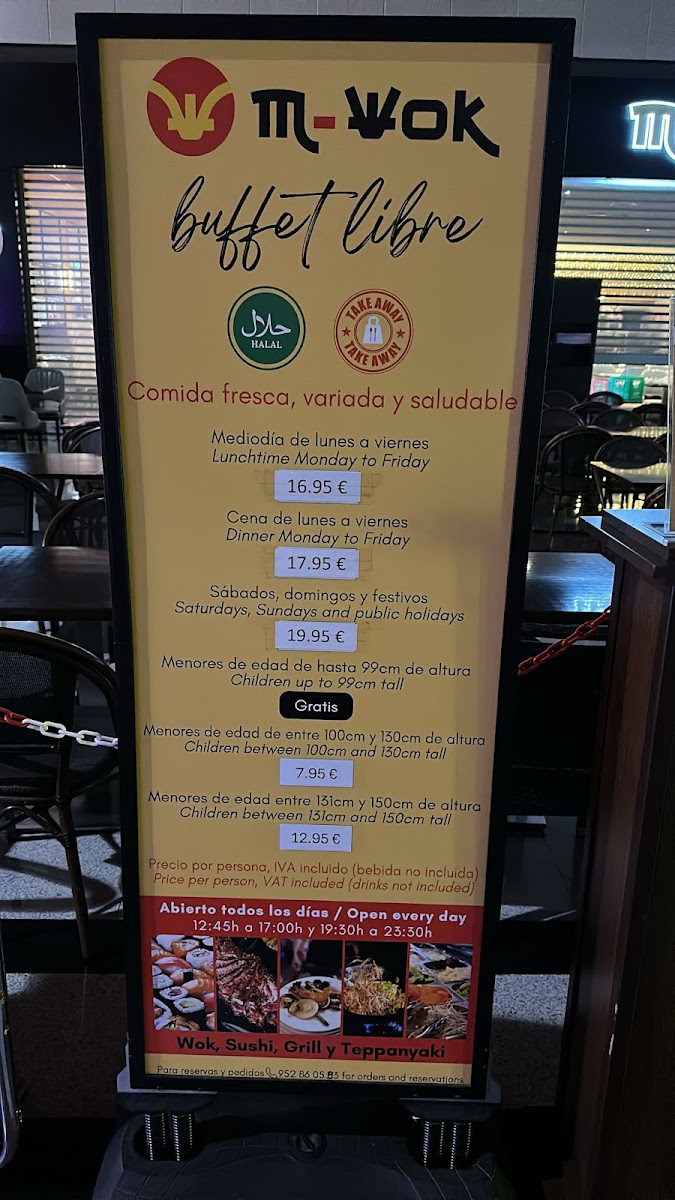 m-wok
buffet libre
حلال
HALAL
TAKE AWAY
TAKE AWAY
Comida fresca, variada y saludable
Mediodía de lunes a viernes
Lunchtime Monday to Friday
16.95 €
Cena de lunes a viernes
Dinner Monday to Friday
17.95 €
Sábados, domingos y festivos
Saturdays, Sundays and public holidays
19.95 €
Menores de edad de hasta 99cm de altura
Children up to 99cm tall
Gratis
Menores de edad de entre 100cm y 130cm de altura
Children between 100cm and 130cm tall
7.95 €
Menores de edad entre 131cm y 150cm de altura
Children between 131cm and 150cm tall
12.95 €
Precio por persona, IVA incluido (bebida no incluida)
Price per person, VAT included (drinks not included)
Abierto todos los días / Open every day
12:45h a 17:00h y 19:30h a 23:30h
Wok, Sushi, Grill y Teppanyaki
Para reservas y pedidos 952 86 05 for orders and reservations